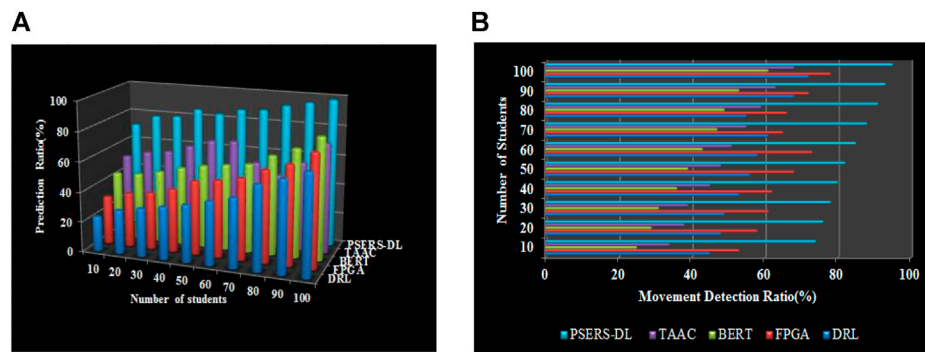 A
B
Prediction Ratio(%)
100
80
60
40
20
0
10 20 30 40 50 60 70 80 90 100
Number of students
PSERS-DL
TAAC
BERT
FPGA
DRL
Number of Students
100
90
80
70
60
50
40
30
20
10
0 20 40 60 80 100
Movement Detection Ratio(%)
PSERS-DL TAAC BERT FPGA DRL